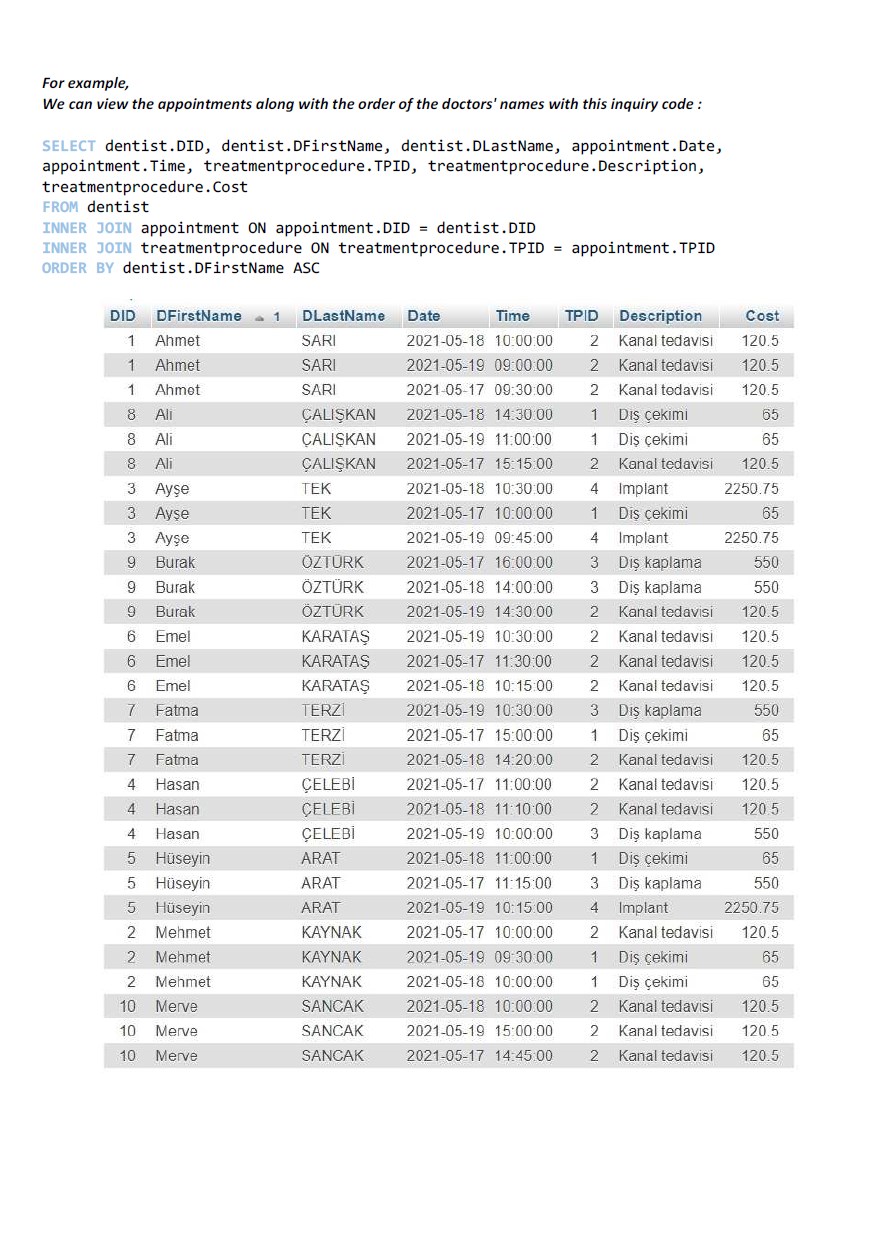 For example,
We can view the appointments along with the order of the doctors' names with this inquiry code :
SELECT dentist.DID, dentist.DFirstName, dentist.DLastName, appointment.Date,
appointment.Time, treatmentprocedure.TPID, treatmentprocedure.Description,
treatmentprocedure.Cost
FROM dentist
INNER JOIN appointment ON appointment.DID = dentist.DID
INNER JOIN treatmentprocedure ON treatmentprocedure.TPID = appointment.TPID
ORDER BY dentist.DFirstName ASC
DID DFirstName 1 DLastName Date Time TPID Description Cost
1 Ahmet SARI 2021-05-18 10:00:00 2 Kanal tedavisi 120.5
1 Ahmet SARI 2021-05-19 09:00:00 2 Kanal tedavisi 120.5
1 Ahmet SARI 2021-05-17 09:30:00 2 Kanal tedavisi 120.5
8 Ali ÇALIŞKAN 2021-05-18 14:30:00 1 Diş çekimi 65
8 Ali ÇALIŞKAN 2021-05-19 11:00:00 1 Diş çekimi 65
8 Ali ÇALIŞKAN 2021-05-17 15:15:00 2 Kanal tedavisi 120.5
3 Ayşe TEK 2021-05-18 10:30:00 4 Implant 2250.75
3 Ayşe TEK 2021-05-17 10:00:00 1 Diş çekimi 65
3 Ayşe TEK 2021-05-19 09:45:00 4 Implant 2250.75
9 Burak ÖZTÜRK 2021-05-17 16:00:00 3 Diş kaplama 550
9 Burak ÖZTÜRK 2021-05-18 14:00:00 3 Diş kaplama 550
9 Burak ÖZTÜRK 2021-05-19 14:30:00 2 Kanal tedavisi 120.5
6 Emel KARATAŞ 2021-05-19 10:30:00 2 Kanal tedavisi 120.5
6 Emel KARATAŞ 2021-05-17 11:30:00 2 Kanal tedavisi 120.5
6 Emel KARATAŞ 2021-05-18 10:15:00 2 Kanal tedavisi 120.5
7 Fatma TERZİ 2021-05-19 10:30:00 3 Diş kaplama 550
7 Fatma TERZİ 2021-05-17 15:00:00 1 Diş çekimi 65
7 Fatma TERZİ 2021-05-18 14:20:00 2 Kanal tedavisi 120.5
4 Hasan ÇELEBİ 2021-05-17 11:00:00 2 Kanal tedavisi 120.5
4 Hasan ÇELEBİ 2021-05-18 11:10:00 2 Kanal tedavisi 120.5
4 Hasan ÇELEBİ 2021-05-19 10:00:00 3 Diş kaplama 550
5 Hüseyin ARAT 2021-05-18 11:00:00 1 Diş çekimi 65
5 Hüseyin ARAT 2021-05-17 11:15:00 3 Diş kaplama 550
5 Hüseyin ARAT 2021-05-19 10:15:00 4 Implant 2250.75
2 Mehmet KAYNAK 2021-05-17 10:00:00 2 Kanal tedavisi 120.5
2 Mehmet KAYNAK 2021-05-19 09:30:00 1 Diş çekimi 65
2 Mehmet KAYNAK 2021-05-18 10:00:00 1 Diş çekimi 65
10 Merve SANCAK 2021-05-18 10:00:00 2 Kanal tedavisi 120.5
10 Merve SANCAK 2021-05-19 15:00:00 2 Kanal tedavisi 120.5
10 Merve SANCAK 2021-05-17 14:45:00 2 Kanal tedavisi 120.5